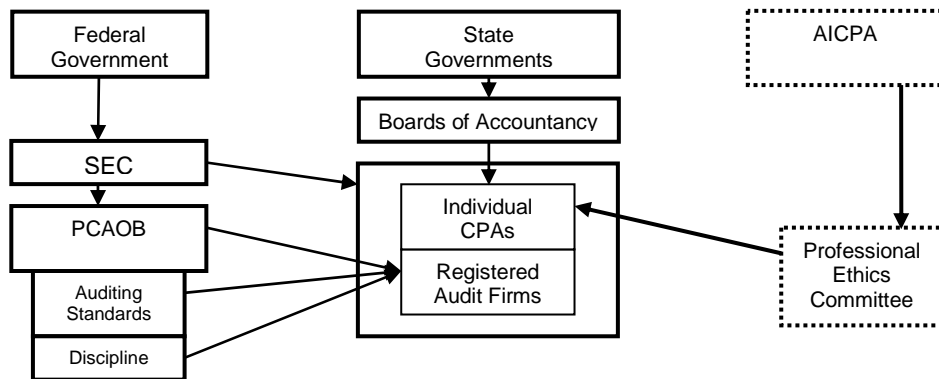 Federal
Government
State
Governments
AICPA
Boards of Accountancy
SEC
PCAOB
Individual
CPAs
Registered
Audit Firms
Professional
Ethics
Committee
Auditing
Standards
Discipline